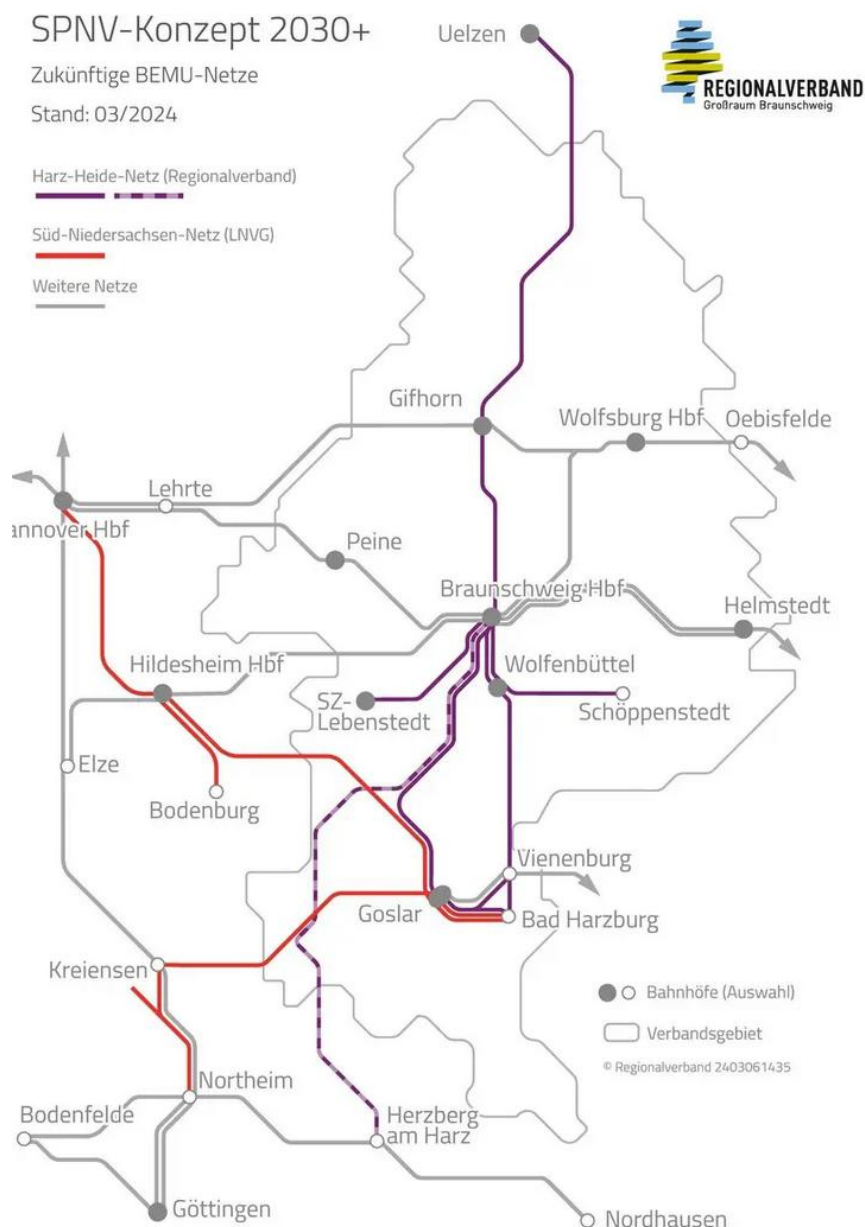 SPNV-Konzept 2030+
Zukünftige BEMU-Netze
Stand: 03/2024
Harz-Heide-Netz (Regionalverband)
Süd-Niedersachsen-Netz (LNVG)
Weitere Netze
REGIONALVERBAND
Großraum Braunschweig
Uelzen
Gifhorn
Wolfsburg Hbf
Oebisfelde
Lehrte
annover Hbf
Peine
Braunschweig Hbf
Helmstedt
Hildesheim Hbf
Wolfenbüttel
SZ-
Lebenstedt
Schöppenstedt
Elze
Bodenburg
Vienenburg
Goslar
Bad Harzburg
Kreiensen
Bahnhöfe (Auswahl)
Verbandsgebiet
© Regionalverband 2403061435
Northeim
Bodenfelde
Herzberg
am Harz
Göttingen
Nordhausen